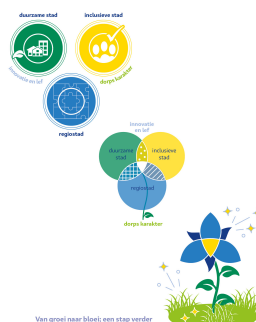 duurzame stad
inclusieve stad
innovatie en lef
dorps karakter
regiostad
innovatie
en lef
duurzame
stad
inclusieve
stad
regiostad
dorps karakter
Van groei naar bloei; een stap verder